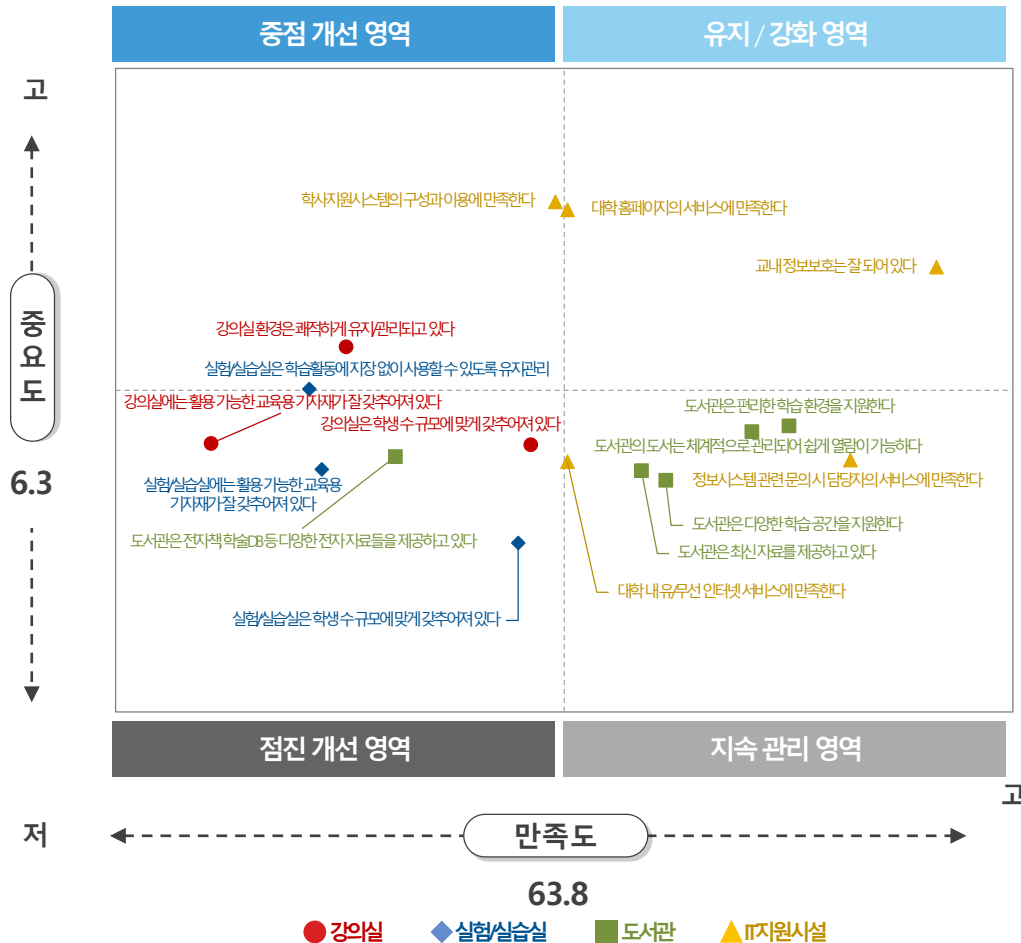 중점 개선 영역
유지 / 강화 영역
고
학사지원시스템의 구성과 이용에 만족한다
대학 홈페이지의 서비스에 만족한다
교내 정보보호는 잘 되어 있다
중요도
강의실 환경은 쾌적하게 유지/관리되고 있다
실험/실습실은 학습활동에 지장 없이 사용할 수 있도록 유지관리
강의실에는 활용 가능한 교육용 기자재가 잘 갖추어져 있다
강의실은 학생 수 규모에 맞게 갖추어져 있다
도서관은 편리한 학습 환경을 지원한다
도서관의 도서는 체계적으로 관리되어 쉽게 열람이 가능하다
6.3
실험/실습실에는 활용 가능한 교육용
기자재가 잘 갖추어져 있다
정보시스템 관련 문의 시 담당자의 서비스에 만족한다
도서관은 다양한 학습 공간을 지원한다
도서관은 전자책,학술DB 등 다양한 전자 자료들을 제공하고 있다
도서관은 최신 자료를 제공하고 있다
대학 내 유/무선 인터넷 서비스에 만족한다
실험/실습실은 학생 수 규모에 맞게 갖추어져 있다
점진 개선 영역
지속 관리 영역
고
저
만족도
63.8
강의실
실험/실습실
도서관
IT지원시설